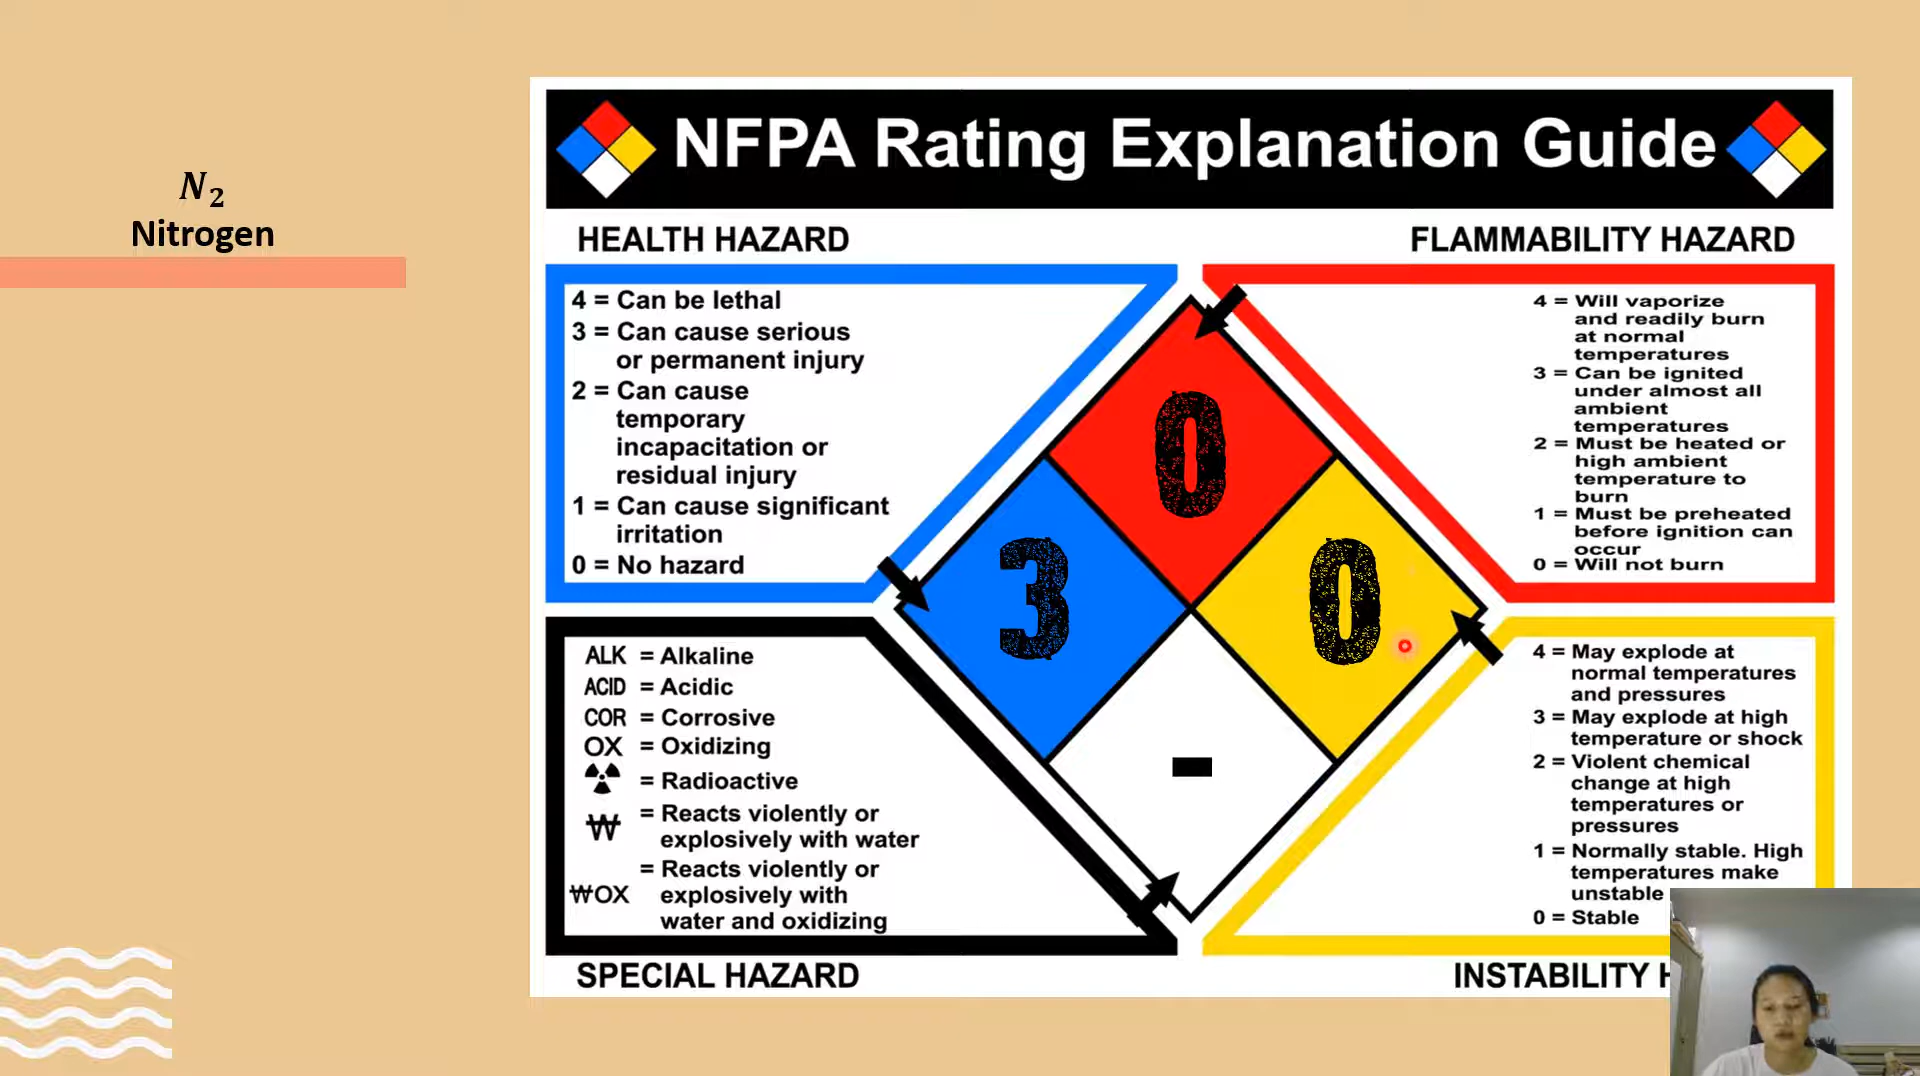 N₂
Nitrogen
NFPA Rating Explanation Guide
HEALTH HAZARD
4 = Can be lethal
3 = Can cause serious
or permanent injury
2 = Can cause
temporary
incapacitation or
residual injury
1 = Can cause significant
irritation
0 = No hazard
FLAMMABILITY HAZARD
4 = Will vaporize
and readily burn
at normal
temperatures
3 = Can be ignited
under almost all
ambient
temperatures
2 = Must be heated or
high ambient
temperature to
burn
1 = Must be preheated
before ignition can
occur
0 = Will not burn
0
3
0
-
ALK = Alkaline
ACID = Acidic
COR = Corrosive
OX = Oxidizing
= Radioactive
W = Reacts violently or
explosively with water
= Reacts violently or
WOX explosively with
water and oxidizing
SPECIAL HAZARD
4 = May explode at
normal temperatures
and pressures
3 = May explode at high
temperature or shock
2 = Violent chemical
change at high
temperatures or
pressures
1 = Normally stable. High
temperatures make
unstable
0 = Stable
INSTABILITY